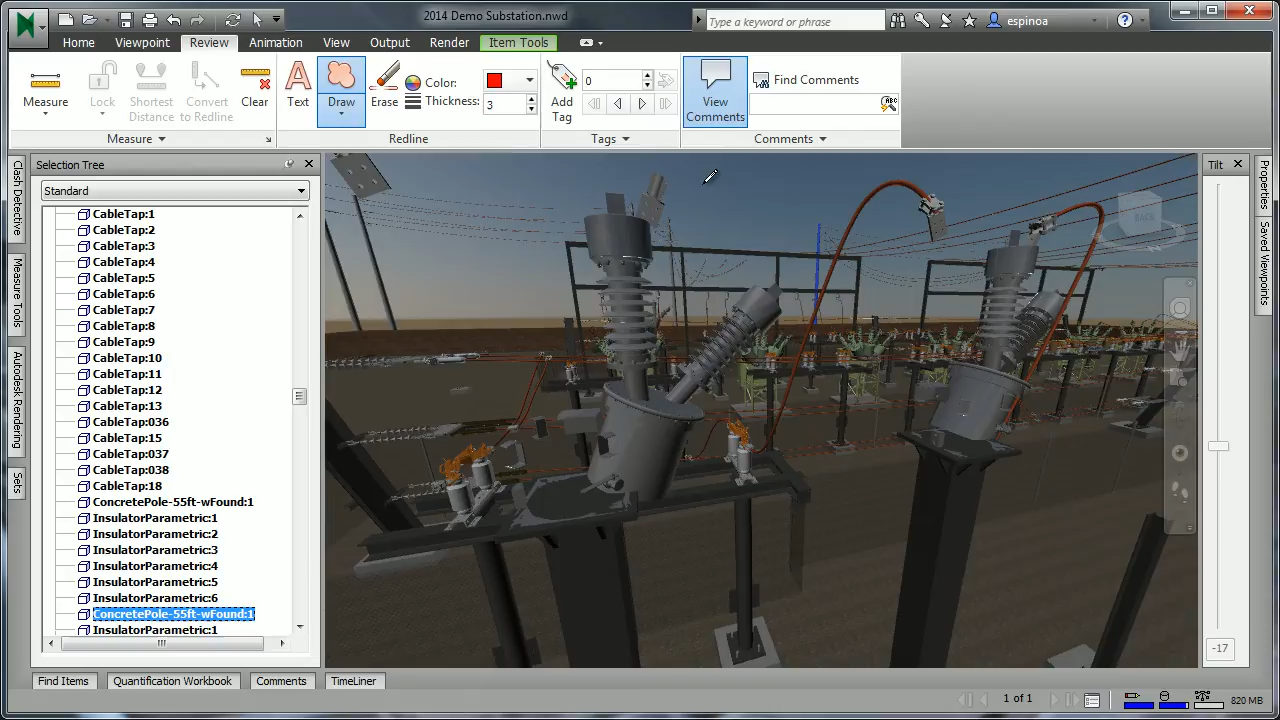 2014 Demo Substation.nwd
Type a keyword or phrase
espinoa
Home Viewpoint Review Animation View Output Render Item Tools
Measure
Lock
Shortest
Distance
Convert
to Redline
Clear
Measure
Text
Draw
Erase
Color:
Thickness:
3
Redline
Add
Tag
0
Tags
View
Comments
Find Comments
ABC
Comments
Selection Tree
Standard
CableTap:1
CableTap:2
CableTap:3
CableTap:4
CableTap:5
CableTap:6
CableTap:7
CableTap:8
CableTap:9
CableTap:10
CableTap:11
CableTap:12
CableTap:13
CableTap:036
CableTap:15
CableTap:037
CableTap:038
CableTap:18
ConcretePole-55ft-wFound:1
InsulatorParametric:1
InsulatorParametric:2
InsulatorParametric:3
InsulatorParametric:4
InsulatorParametric:5
InsulatorParametric:6
ConcretePole-55ft-wFound:1
InsulatorParametric:1
Clash Detective
Measure Tools
Autodesk Rendering
Sets
BACK
Tilt
-17
Properties
Saved Viewpoints
Find Items
Quantification Workbook
Comments
TimeLiner
1 of 1
820 MB